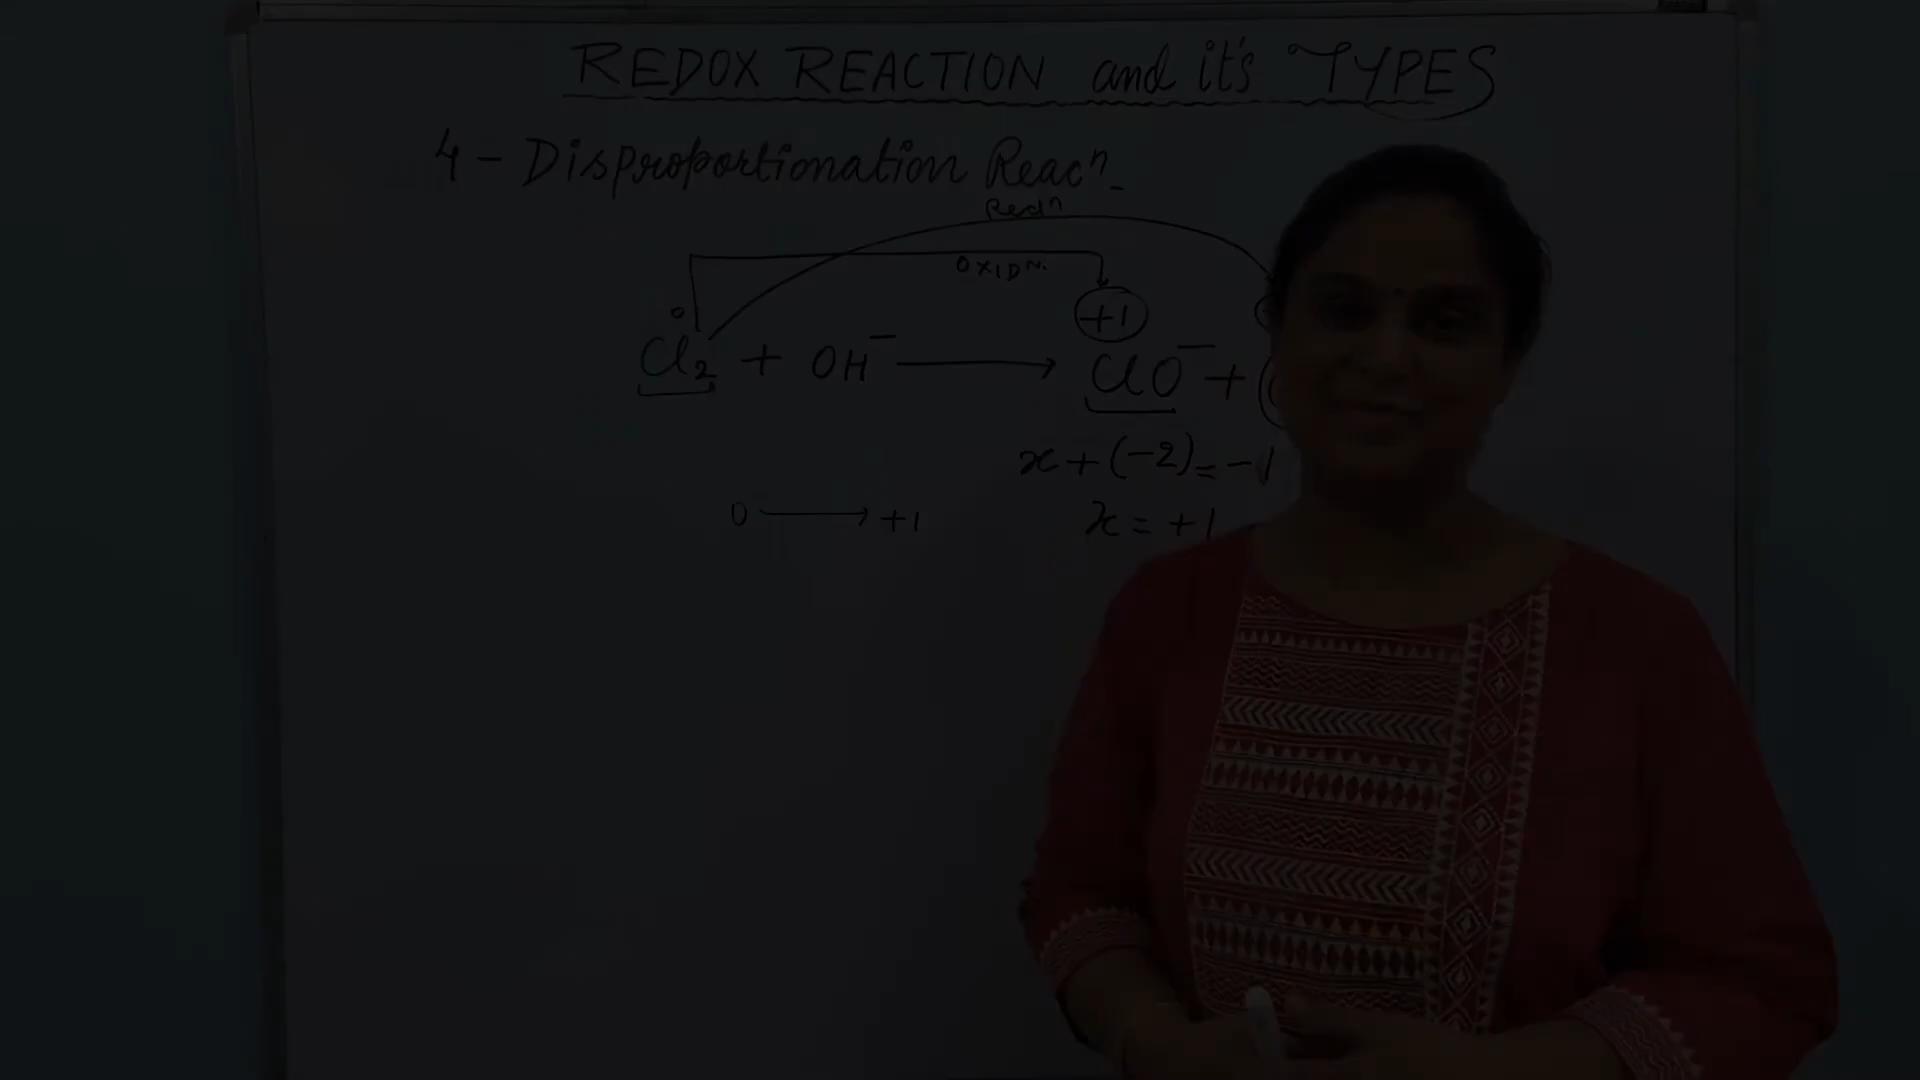 REDOX REACTION and it's TYPES
4 - Disproportionation Reacⁿ.
Redⁿ
OXIDN.
0 +1
Cl₂ + OH⁻ ⟶ ClO⁻ +
x + (-2) = -1
0 ⟶ +1 x = +1